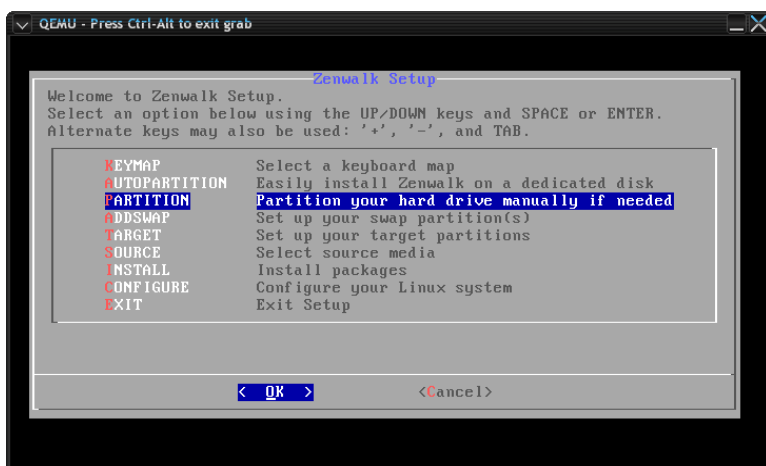 QEMU - Press Ctrl-Alt to exit grab
Zenwalk Setup
Welcome to Zenwalk Setup.
Select an option below using the UP/DOWN keys and SPACE or ENTER.
Alternate keys may also be used: '+', '-', and TAB.
KEYMAP Select a keyboard map
AUTOPARTITION Easily install Zenwalk on a dedicated disk
PARTITION Partition your hard drive manually if needed
ADDSWAP Set up your swap partition(s)
TARGET Set up your target partitions
SOURCE Select source media
INSTALL Install packages
CONFIGURE Configure your Linux system
EXIT Exit Setup
< OK > <Cancel>